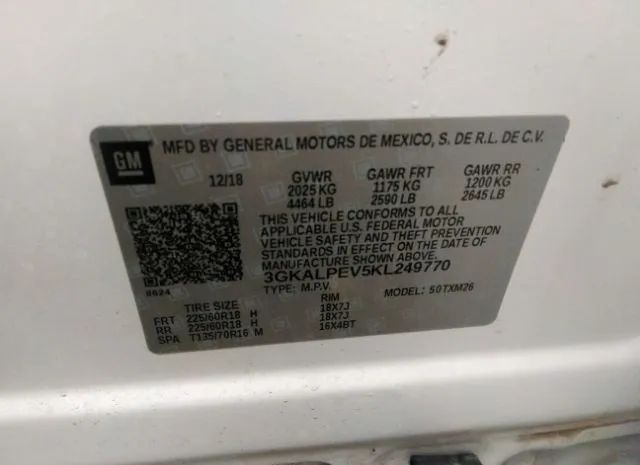 GM
MFD BY GENERAL MOTORS DE MEXICO, S. DE R.L. DE C.V.
12/18 GVWR GAWR FRT GAWR RR
2025 KG 1175 KG 1200 KG
4464 LB 2590 LB 2645 LB
THIS VEHICLE CONFORMS TO ALL
APPLICABLE U.S. FEDERAL MOTOR
VEHICLE SAFETY AND THEFT PREVENTION
STANDARDS IN EFFECT ON THE DATE OF
MANUFACTURE SHOWN ABOVE.
3GKALPEV5KL249770
8624
TYPE: M.P.V. MODEL: 50TXM26
TIRE SIZE RIM
FRT 225/60R18 H 18X7J
RR 225/60R18 H 18X7J
SPA T135/70R16 M 16X4BT